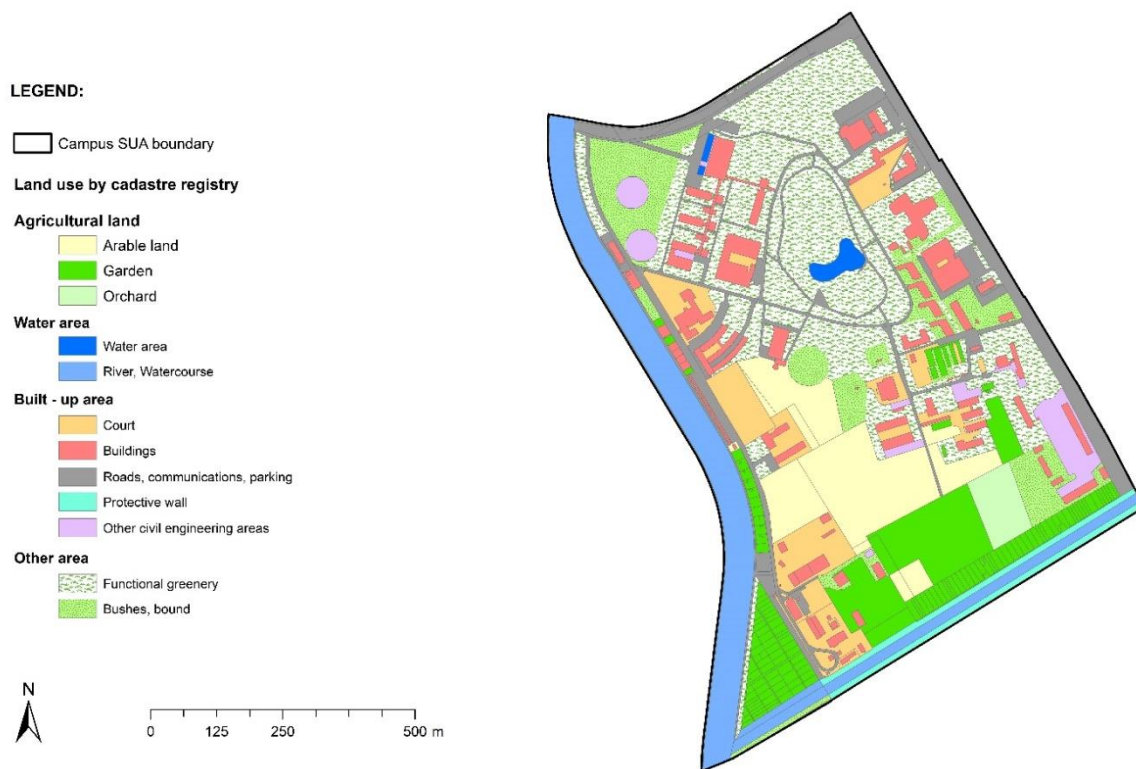 LEGEND:
Campus SUA boundary
Land use by cadastre registry
Agricultural land
Arable land
Garden
Orchard
Water area
Water area
River, Watercourse
Built - up area
Court
Buildings
Roads, communications, parking
Protective wall
Other civil engineering areas
Other area
Functional greenery
Bushes, bound
N
0 125 250 500 m